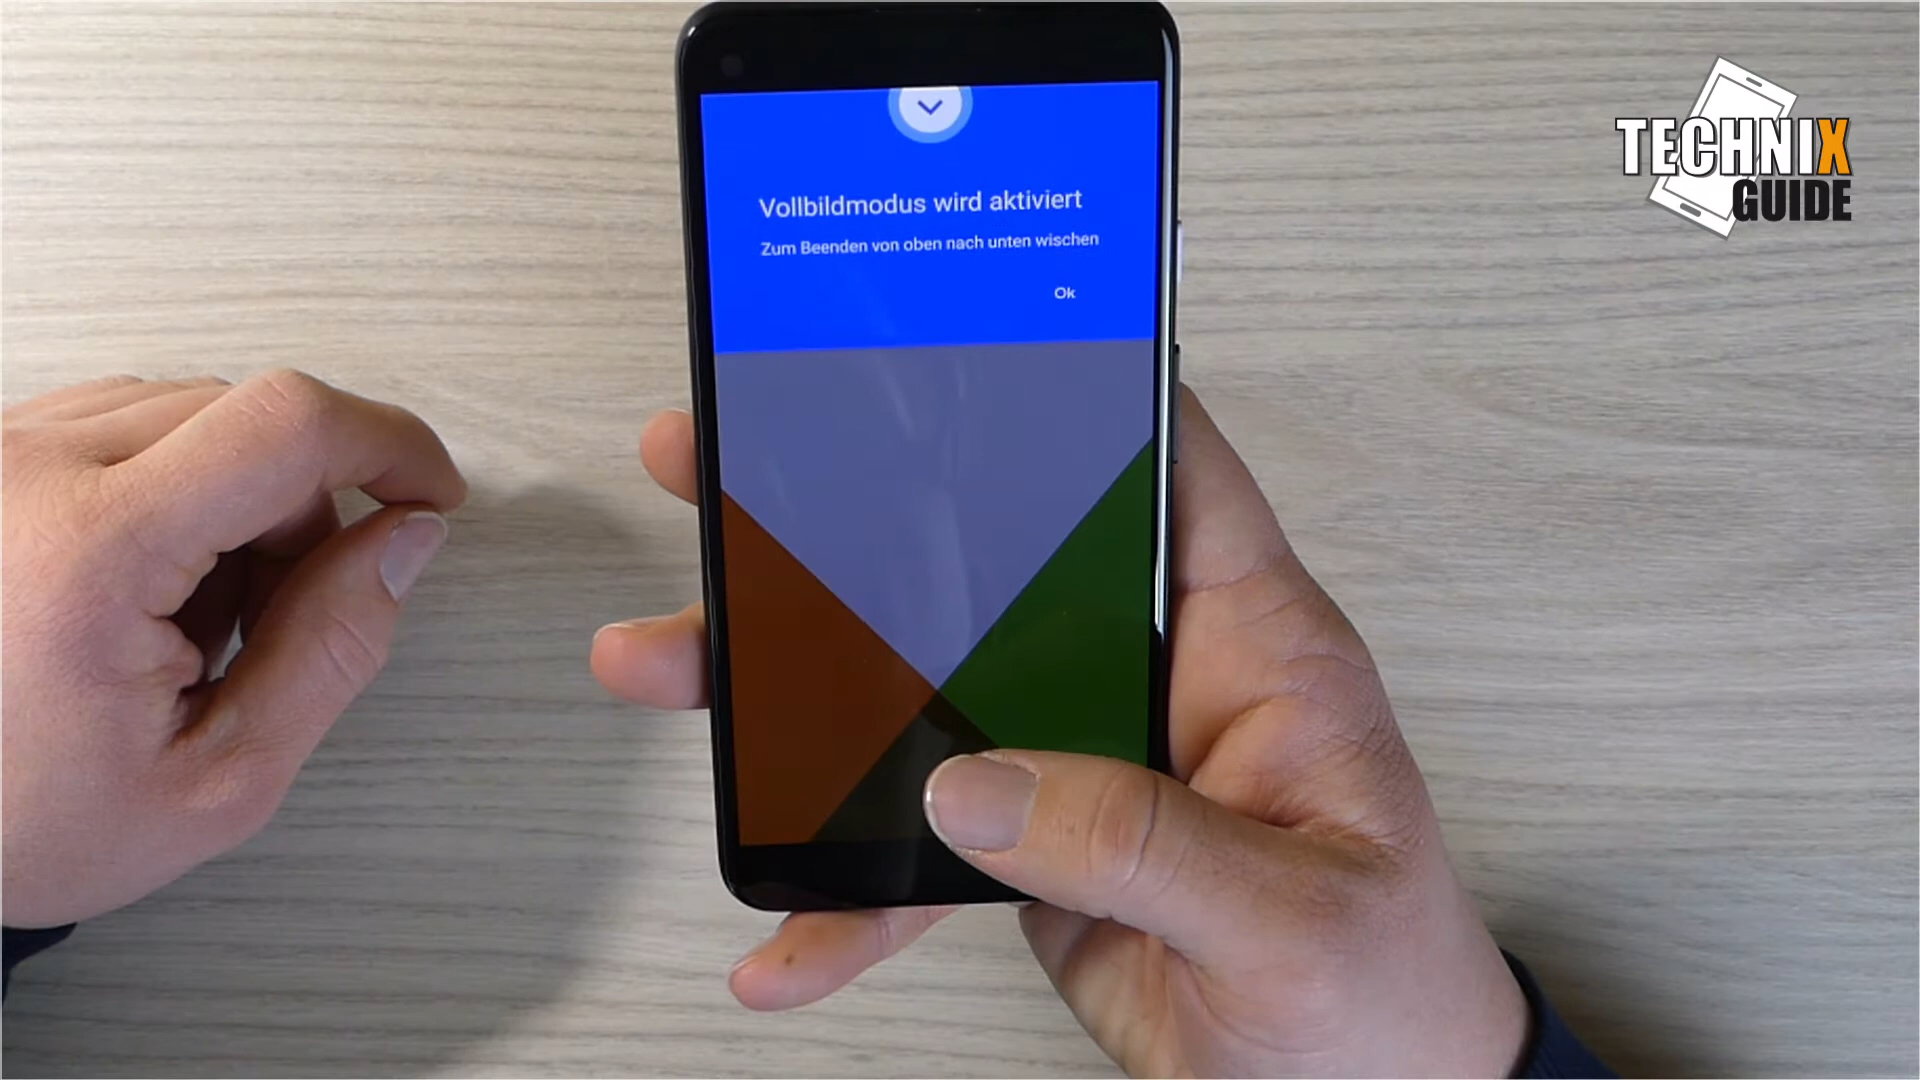 TECHNIX
GUIDE
Vollbildmodus wird aktiviert
Zum Beenden von oben nach unten wischen
Ok